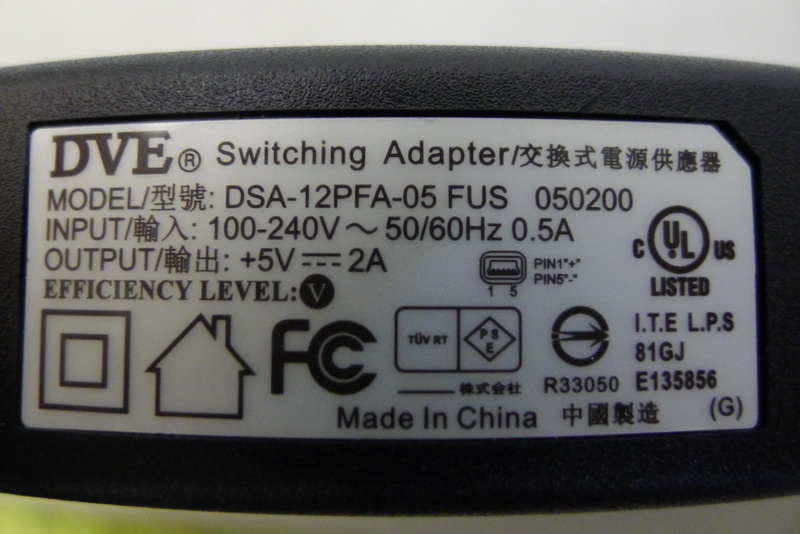 DVE® Switching Adapter/交換式電源供應器
MODEL/型號: DSA-12PFA-05 FUS 050200
INPUT/輸入: 100-240V～ 50/60Hz 0.5A
OUTPUT/輸出: +5V⎓2A
PIN1"+"
PIN5"-"
1 5
EFFICIENCY LEVEL: V
C UL US
LISTED
I.T.E L.P.S
81GJ
E135856
FC
TÜV RT
PS
E
株式会社
R33050
Made In China 中國製造 (G)